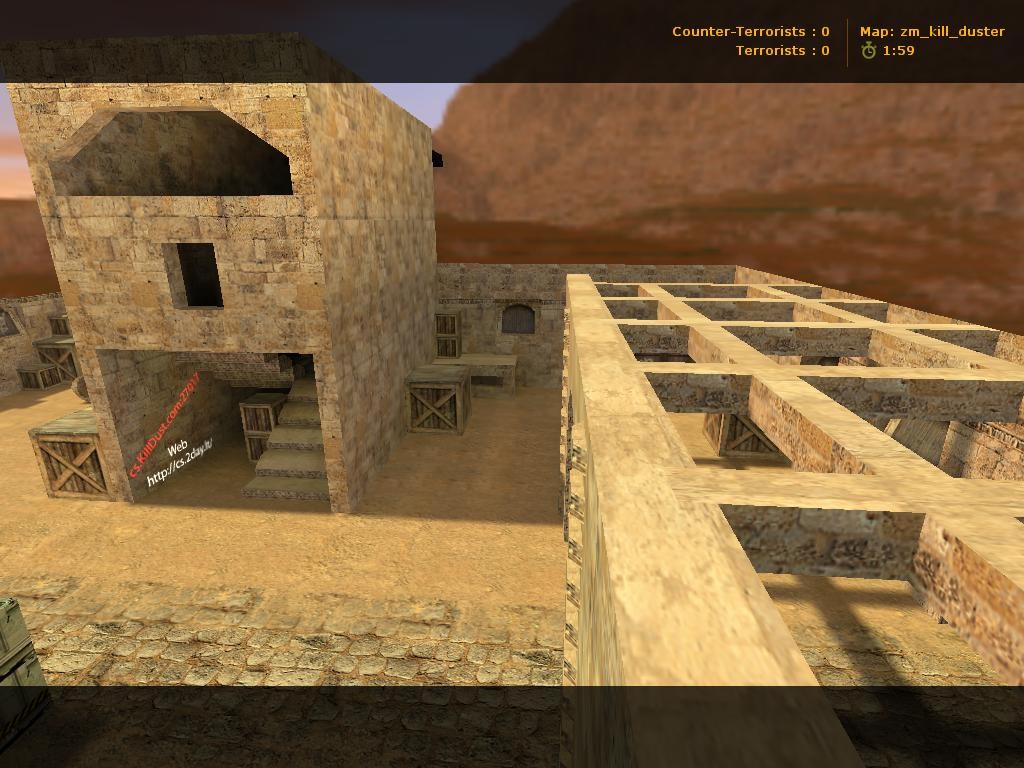 Counter-Terrorists : 0
Terrorists : 0
Map: zm_kill_duster
1:59
cs.KillDust.com:27017
Web
http://cs.2day.lt/